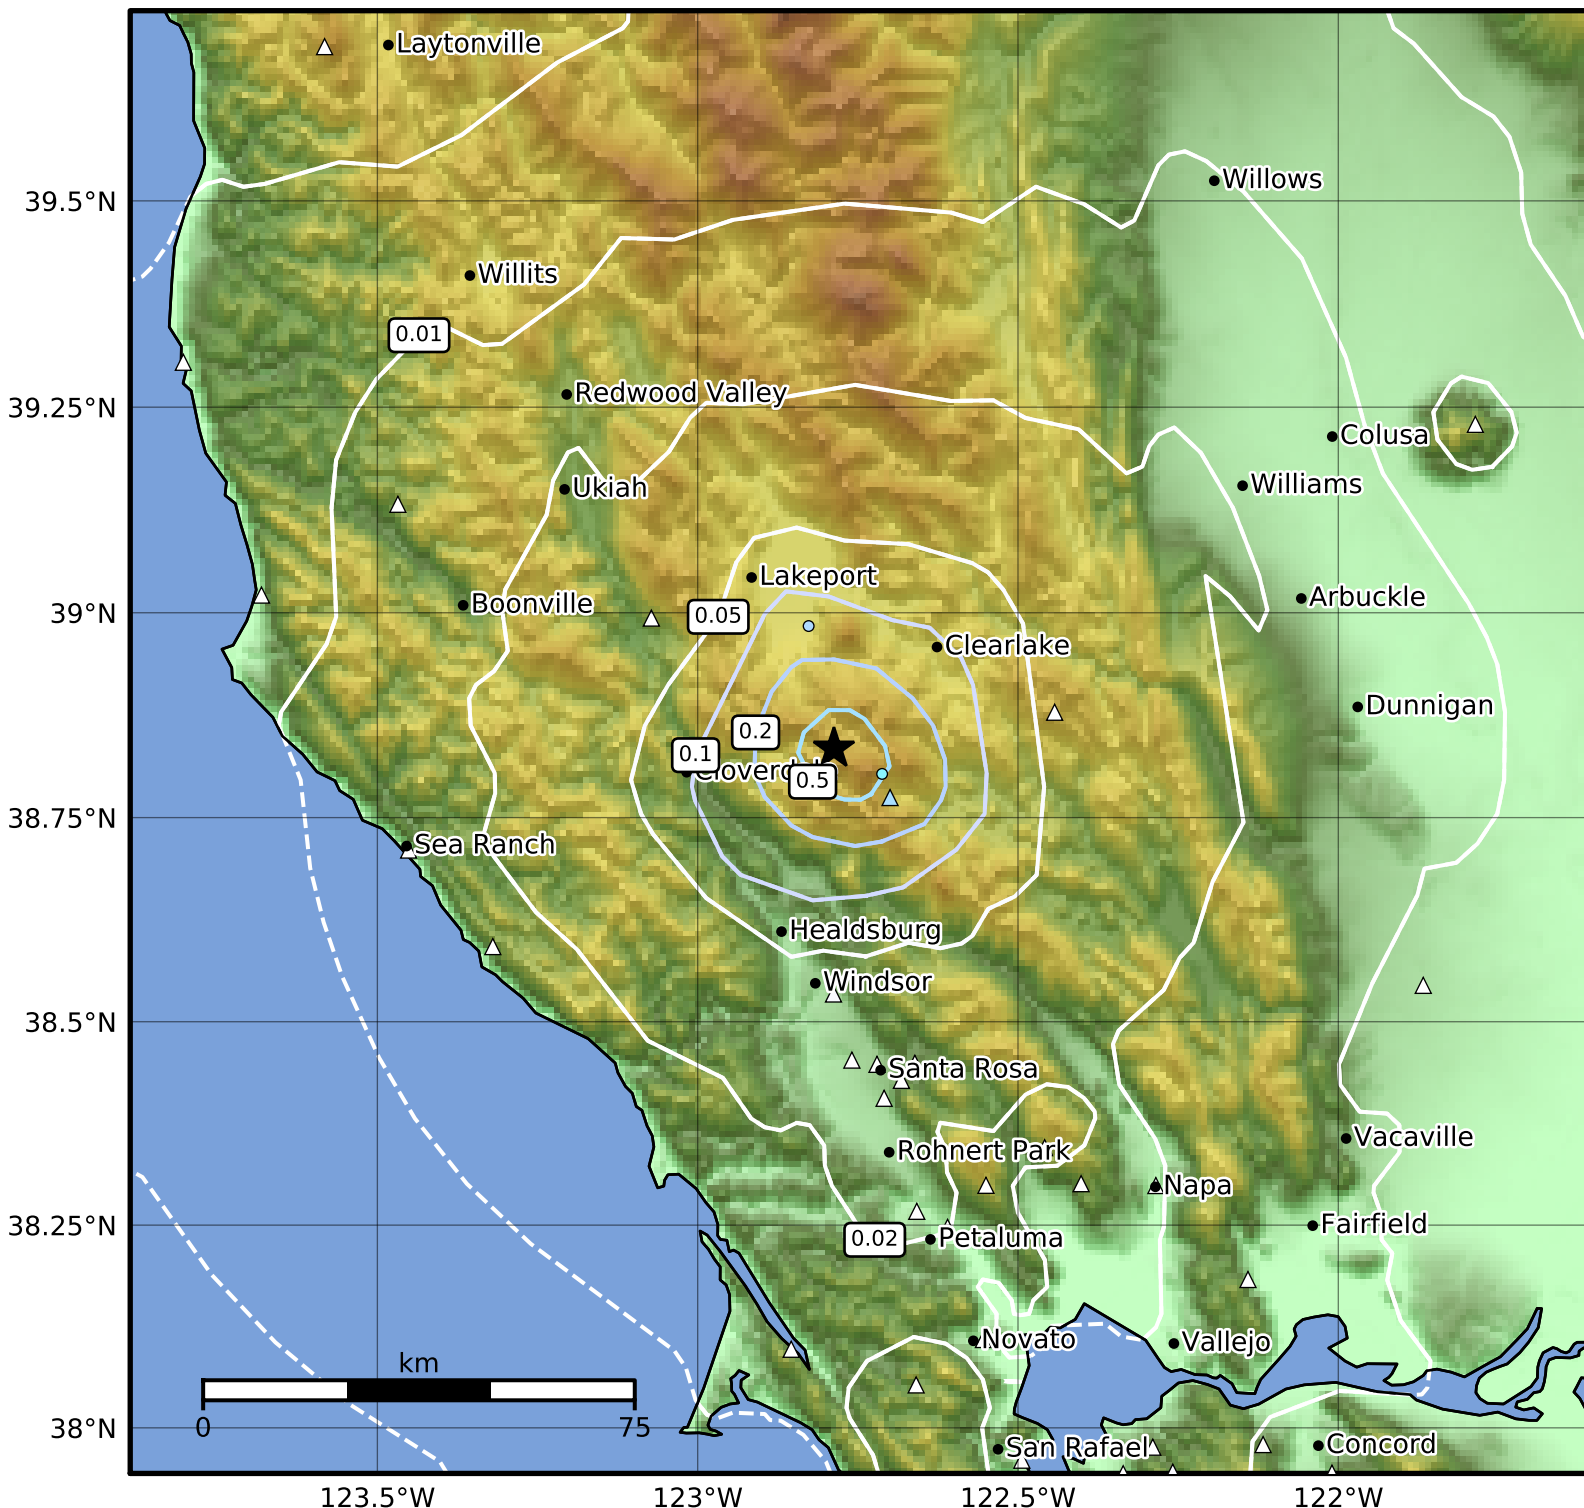 Laytonville
Willows
39.5°N
Willits
0.01
Redwood Valley
39.25°N
Colusa
Ukiah
Williams
Lakeport
Boonville
Arbuckle
39°N
0.05
Clearlake
Dunnigan
0.2
0.1
0.5
38.75°N
Sea Ranch
Healdsburg
Windsor
38.5°N
Santa Rosa
Vacaville
Rohnert Park
Napa
38.25°N
Fairfield
0.02
Petaluma
Novato
Vallejo
km
0
75
38°N
San Rafael
Concord
123.5°W
123°W
122.5°W
122°W